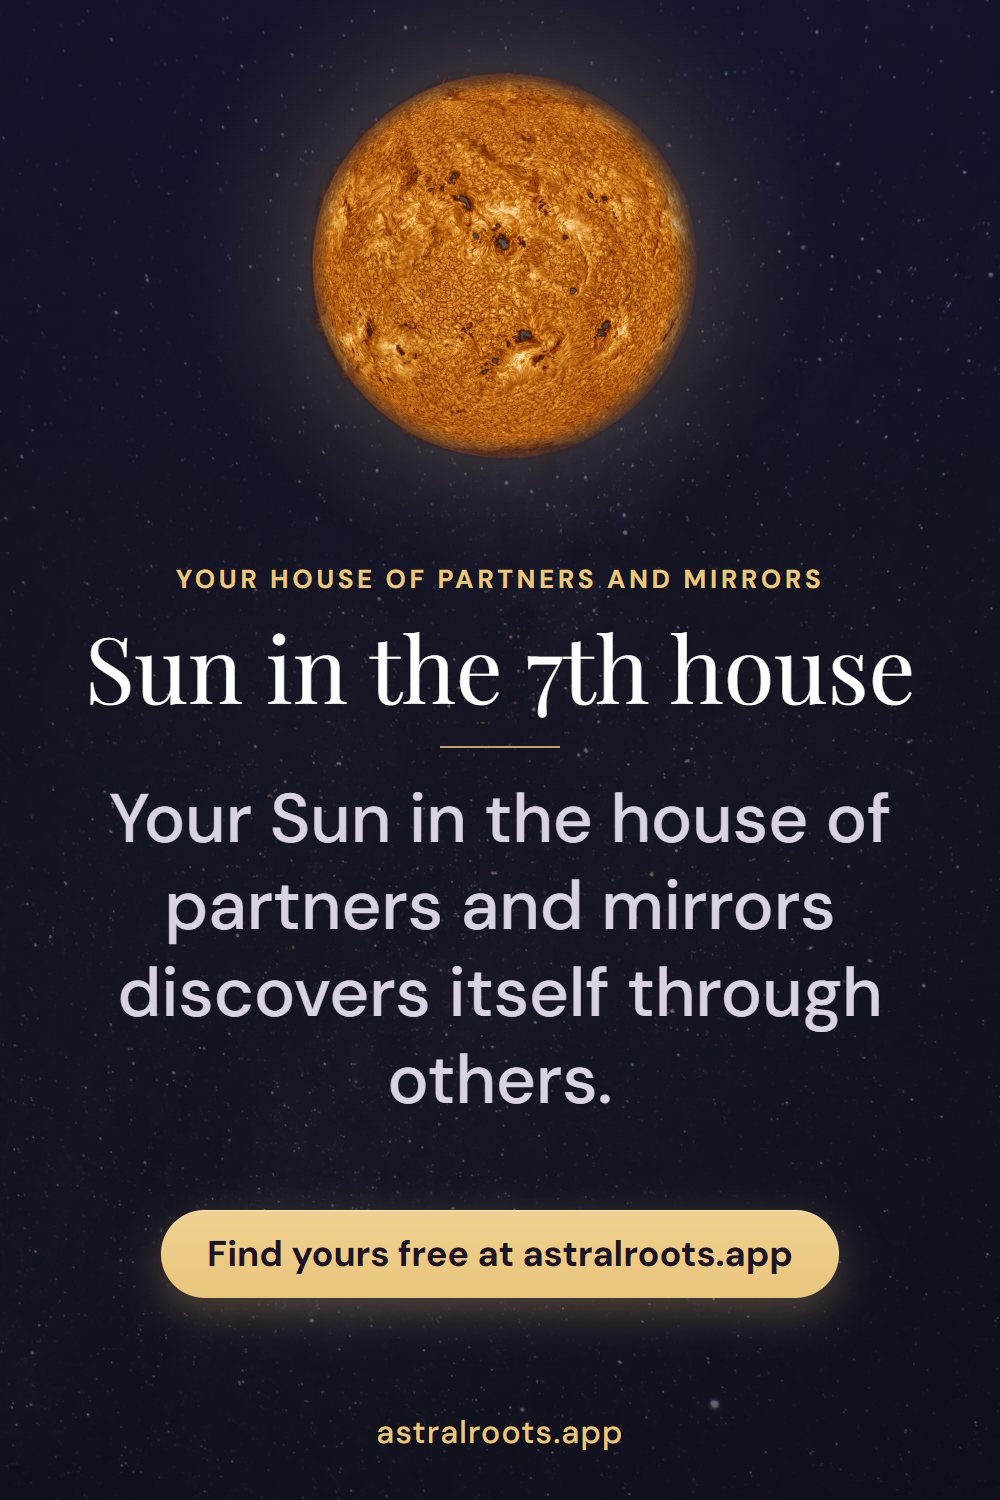 YOUR HOUSE OF PARTNERS AND MIRRORS
Sun in the 7th house
Your Sun in the house of
partners and mirrors
discovers itself through
others.
Find yours free at astralroots.app
astralroots.app